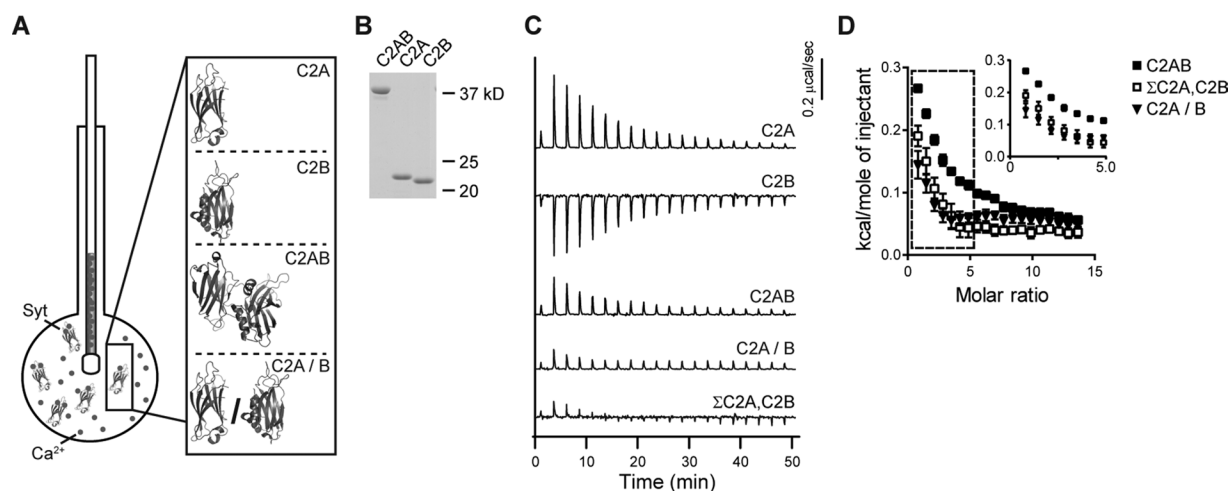 A
Syt
Ca2+
C2A
C2B
C2AB
C2A / B
/
B
C2AB
C2A
C2B
37 kD
25
20
C
0.2 μcal/sec
C2A
C2B
C2AB
C2A / B
ΣC2A,C2B
0 10 20 30 40 50
Time (min)
D
C2AB
ΣC2A,C2B
C2A / B
0.3
0.2
0.1
0.0
0 5.0
kcal/mole of injectant
0.3
0.2
0.1
0.0
0 5 10 15
Molar ratio